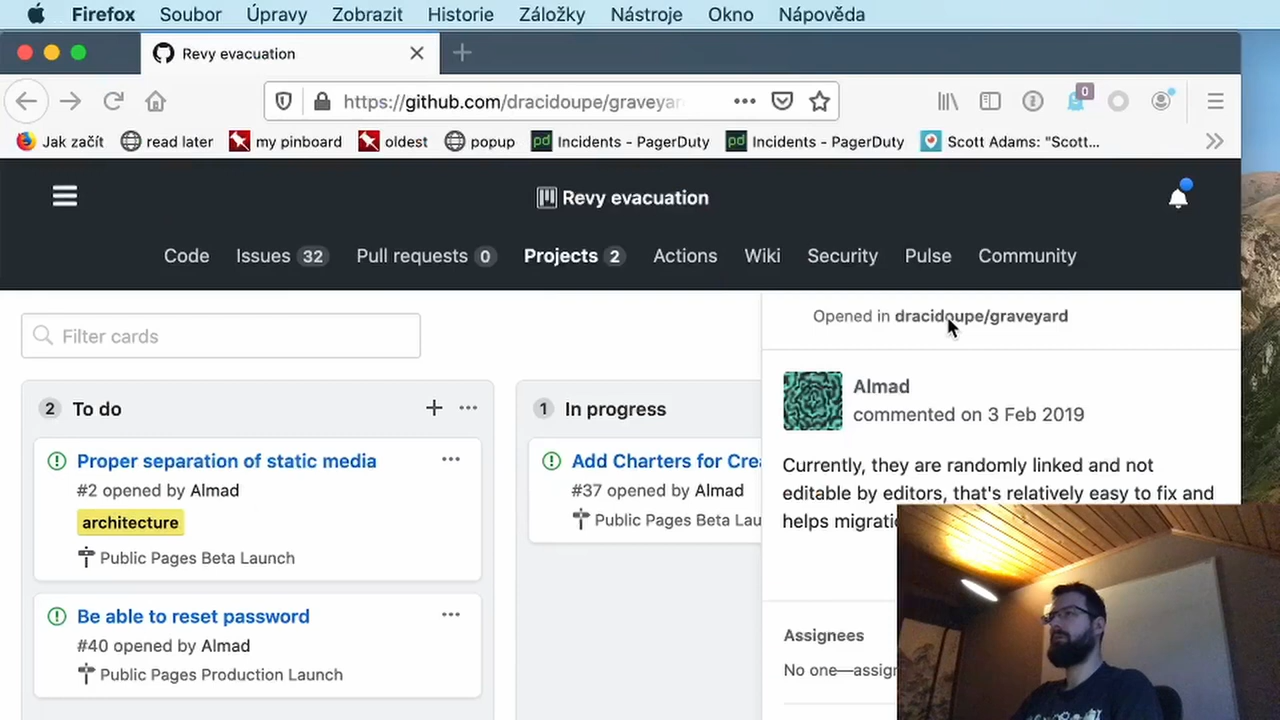 Firefox Soubor Úpravy Zobrazit Historie Záložky Nástroje Okno Nápověda
Revy evacuation
https://github.com/dracidoupe/graveyar
0
Jak začít read later my pinboard oldest popup Incidents - PagerDuty Incidents - PagerDuty Scott Adams: "Scott...
Revy evacuation
Code Issues 32 Pull requests 0 Projects 2 Actions Wiki Security Pulse Community
Filter cards
2 To do
Proper separation of static media
#2 opened by Almad
architecture
Public Pages Beta Launch
Be able to reset password
#40 opened by Almad
Public Pages Production Launch
1 In progress
Add Charters for Crea
#37 opened by Almad
Public Pages Beta Lau
Opened in dracidoupe/graveyard
Almad
commented on 3 Feb 2019
Currently, they are randomly linked and not
editable by editors, that's relatively easy to fix and
helps migratio
Assignees
No one—assign